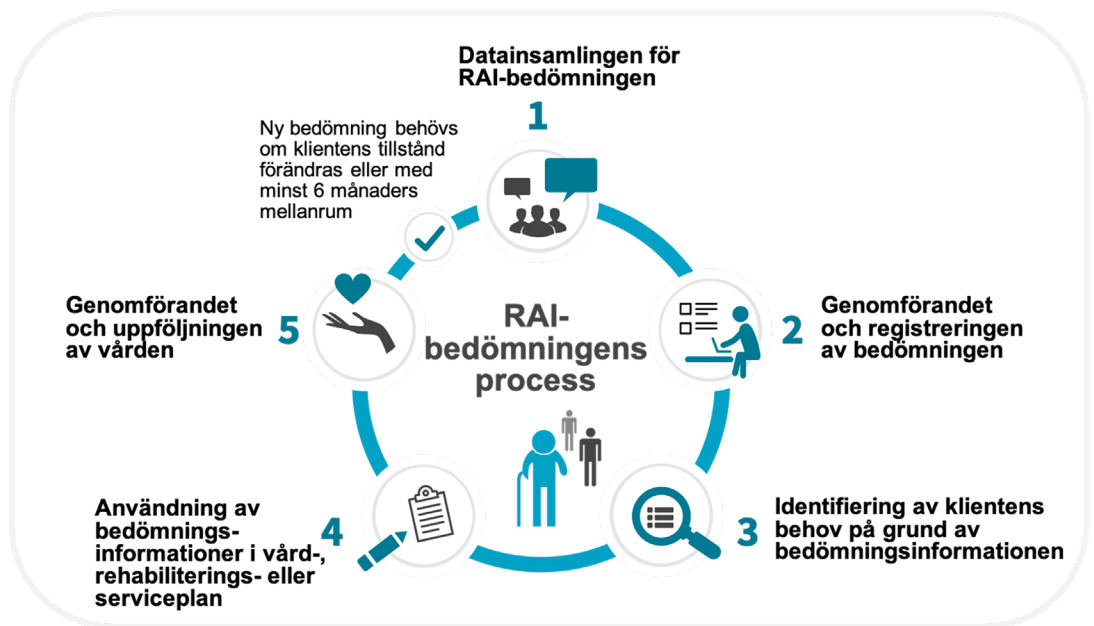 Datainsamlingen för
RAI-bedömningen
1
Ny bedömning behövs
om klientens tillstånd
förändras eller med
minst 6 månaders
mellanrum
Genomförandet
och uppföljningen
av vården
5
RAI-
bedömningens
process
2
Genomförandet
och registreringen
av bedömningen
Användning av
bedömnings-
informationer i vård-,
rehabiliterings- eller
serviceplan
4
3
Identifiering av klientens
behov på grund av
bedömningsinformationen